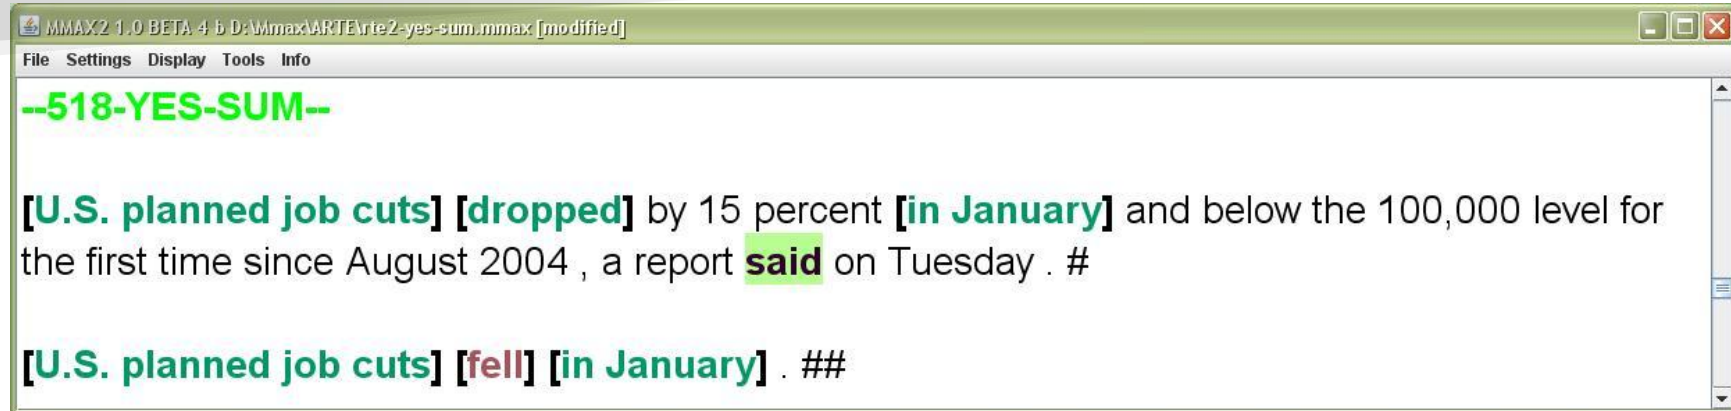 MMAX2 1.0 BETA 4 b D:\Mmax\ARTE\rte2-yes-sum.mmax [modified]
File Settings Display Tools Info
--518-YES-SUM--
[U.S. planned job cuts] [dropped] by 15 percent [in January] and below the 100,000 level for
the first time since August 2004 , a report said on Tuesday . #
[U.S. planned job cuts] [fell] [in January] . ##